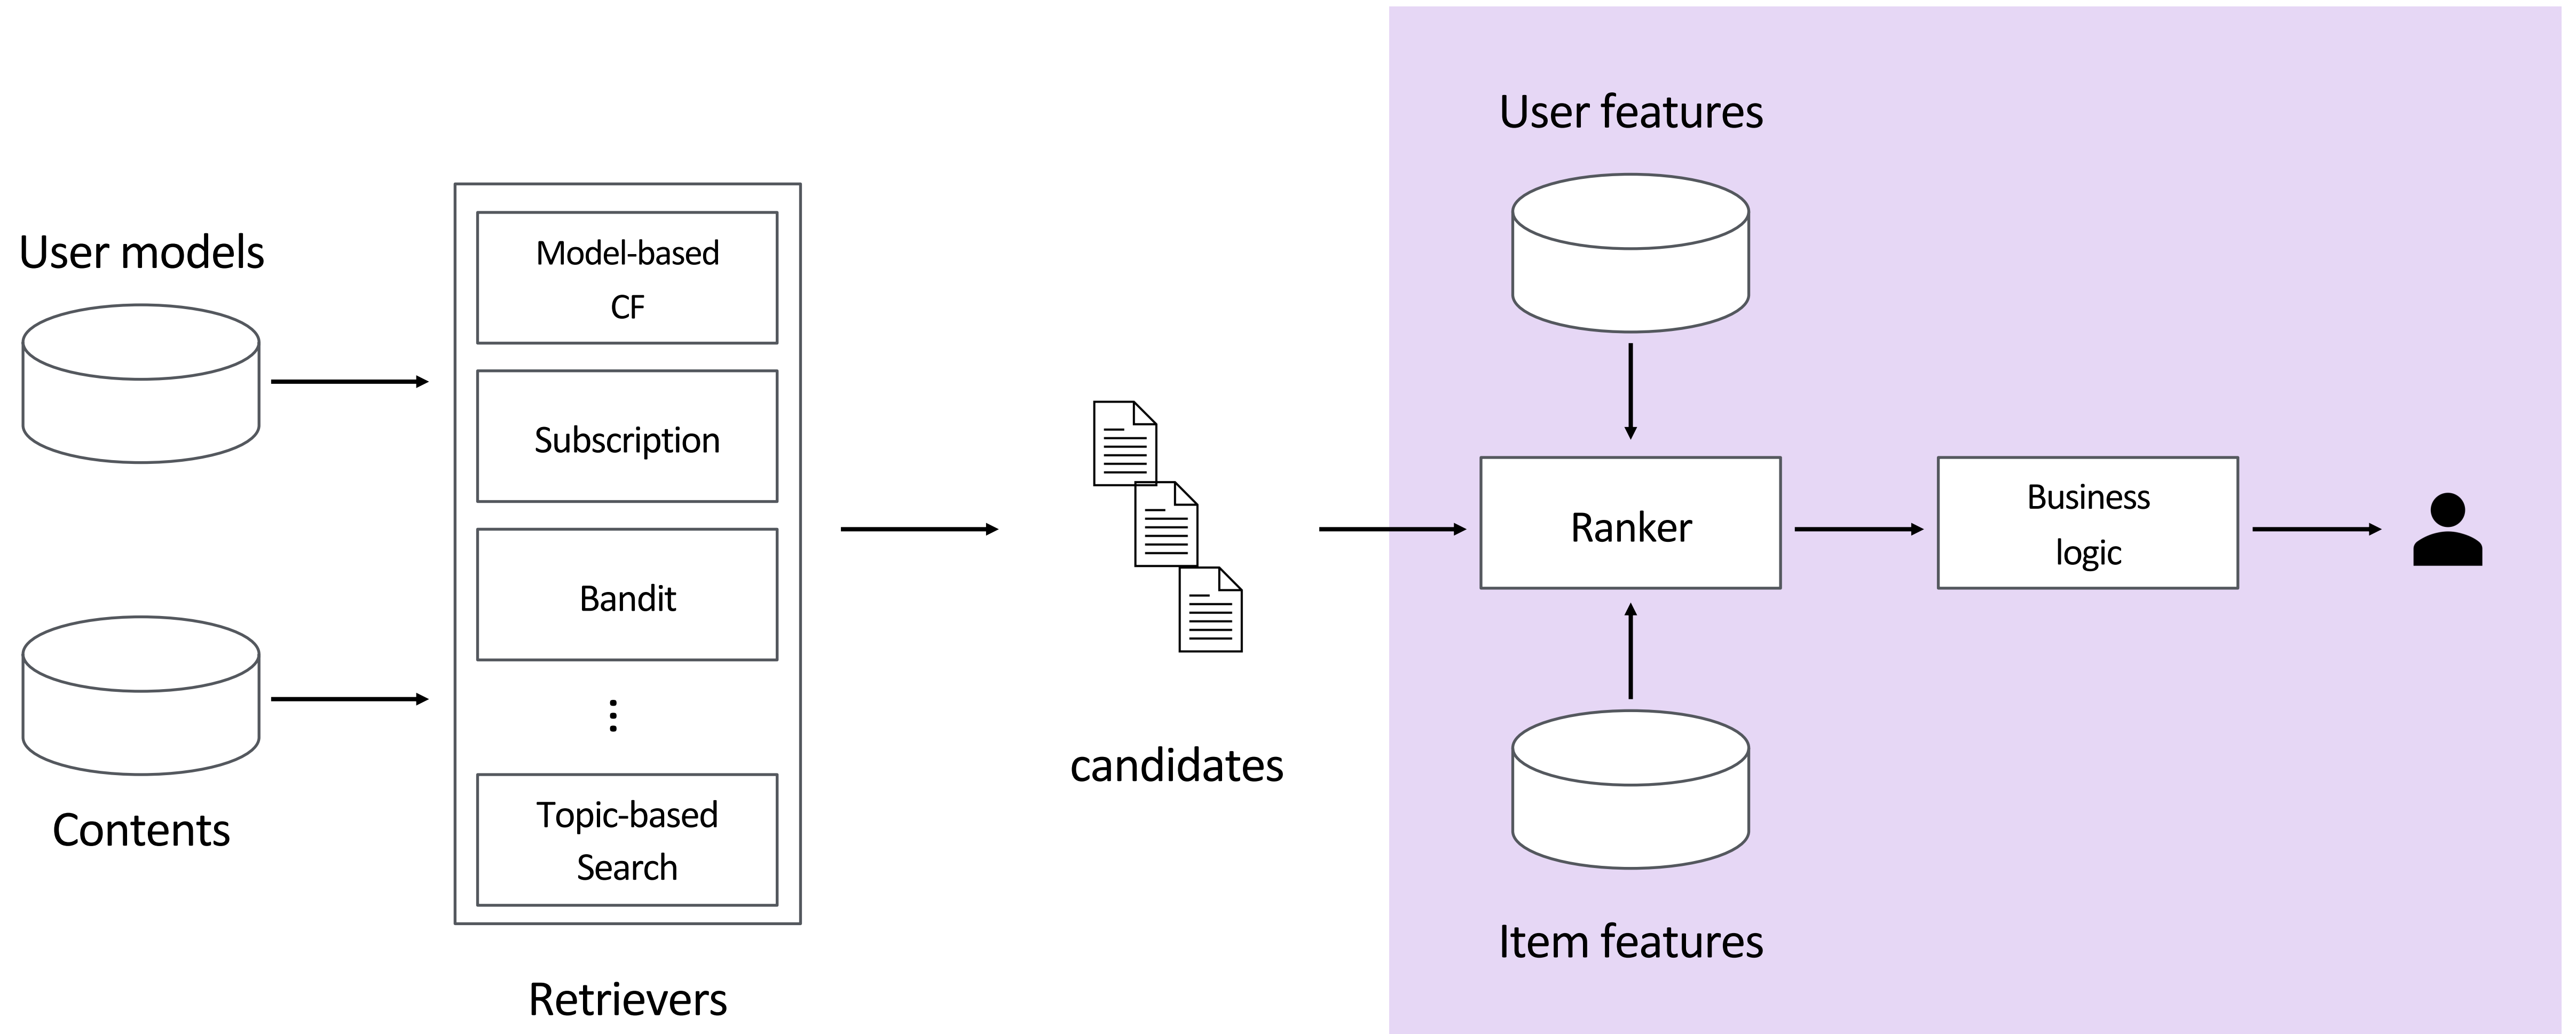 User models
Contents
Model-based
CF
Subscription
Bandit
Topic-based
Search
Retrievers
candidates
User features
Ranker
Item features
Business
logic